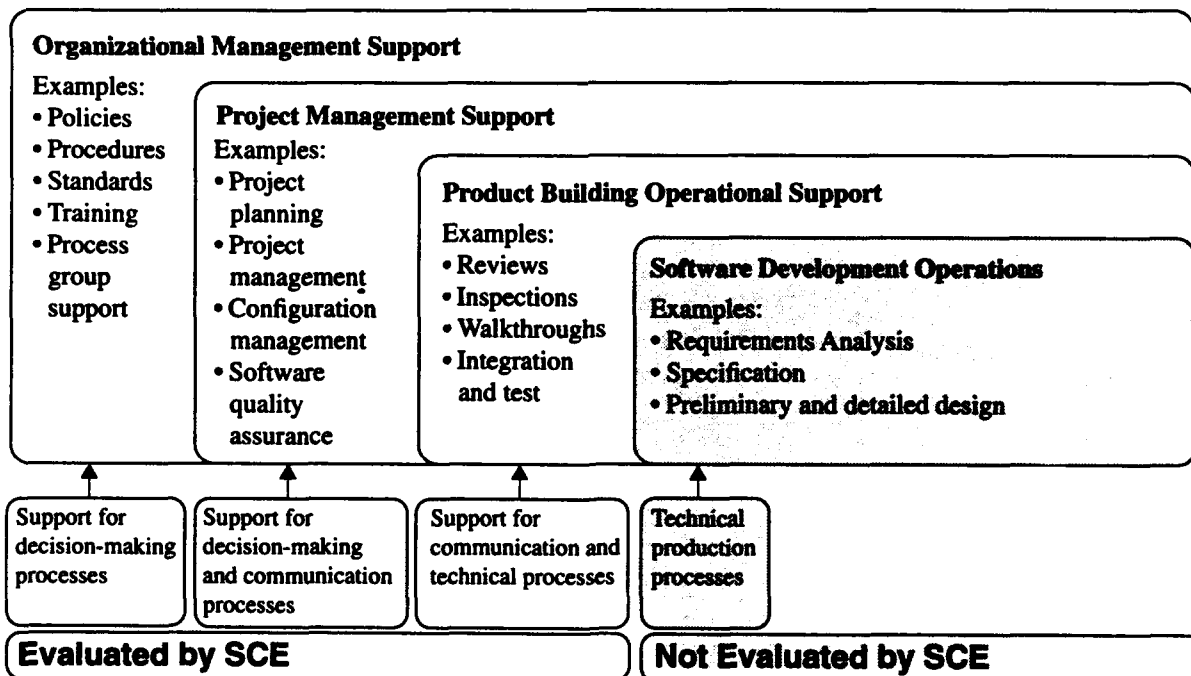 Organizational Management Support
Examples:
• Policies
• Procedures
• Standards
• Training
• Process
group
support
Project Management Support
Examples:
• Project
planning
• Project
management
• Configuration
management
• Software
quality
assurance
Product Building Operational Support
Examples:
• Reviews
• Inspections
• Walkthroughs
• Integration
and test
Software Development Operations
Examples:
• Requirements Analysis
• Specification
• Preliminary and detailed design
Support for
decision-making
processes
Support for
decision-making
and communication
processes
Support for
communication and
technical processes
Technical
production
processes
Evaluated by SCE
Not Evaluated by SCE